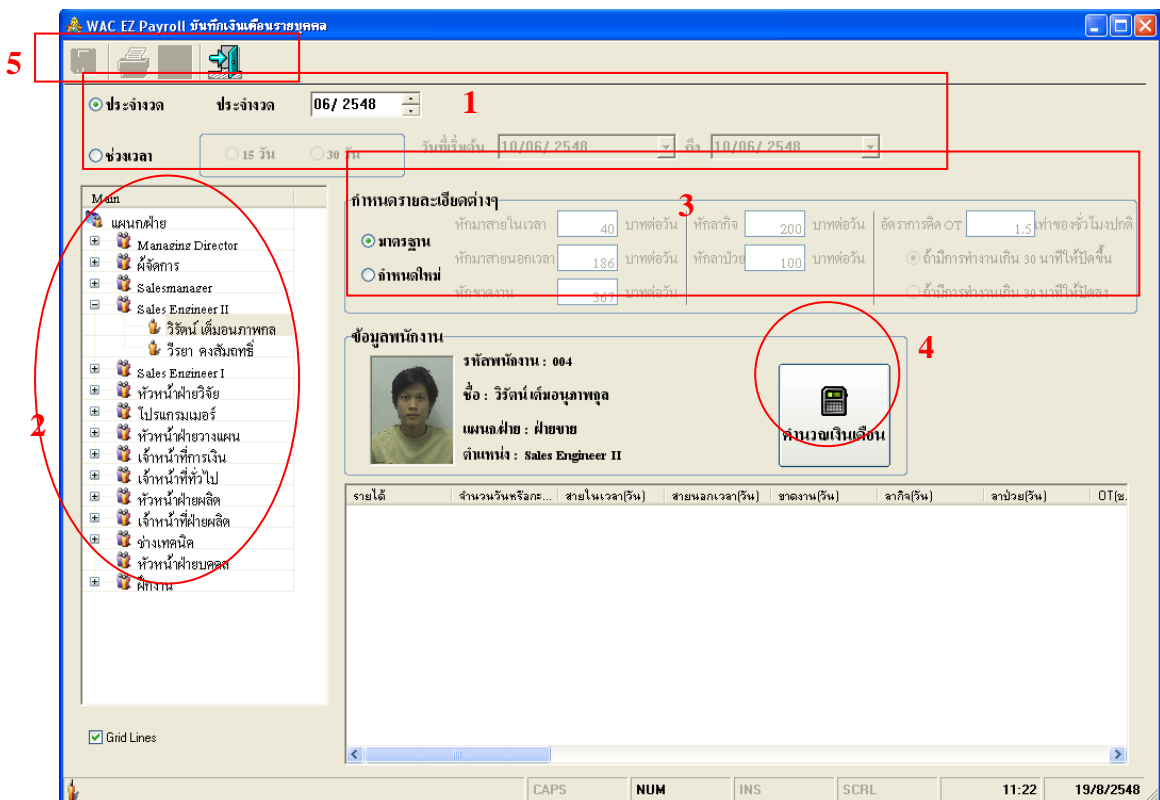 WAC EZ Payroll บันทึกเงินเดือนรายบุคคล
5
1
ประจำงวด ประจำงวด 06/ 2548
ช่วงเวลา 15 วัน 30 วัน วันที่เริ่มต้น 10/06/ 2548 ถึง 10/06/ 2548
Main
แผนก/ฝ่าย
Managing Director
ผู้จัดการ
Salesmanager
Sales Engineer II
วิรัตน์ เต็มอนุภาพกุล
วีรยา คงสัมฤทธิ์
Sales Engineer I
หัวหน้าฝ่ายวิจัย
โปรแกรมเมอร์
หัวหน้าฝ่ายวางแผน
เจ้าหน้าที่การเงิน
เจ้าหน้าที่ทั่วไป
หัวหน้าฝ่ายผลิต
เจ้าหน้าที่ฝ่ายผลิต
ช่างเทคนิค
หัวหน้าฝ่ายบุคคล
ฝึกงาน
2
Grid Lines
กำหนดรายละเอียดต่างๆ
3
มาตรฐาน
กำหนดใหม่
หักมาสายในเวลา 40 บาทต่อวัน หักลากิจ 200 บาทต่อวัน อัตราการคิด OT 1.5 เท่าของชั่วโมงปกติ
หักมาสายนอกเวลา 186 บาทต่อวัน หักลาป่วย 100 บาทต่อวัน ถ้ามีการทำงานเกิน 30 นาทีให้ปัดขึ้น
หักขาดงาน 367 บาทต่อวัน ถ้ามีการทำงานเกิน 30 นาทีให้ปัดลง
ข้อมูลพนักงาน
รหัสพนักงาน : 004
ชื่อ : วิรัตน์ เต็มอนุภาพกุล
แผนก/ฝ่าย : ฝ่ายขาย
ตำแหน่ง : Sales Engineer II
4
คำนวณเงินเดือน
รายได้ จำนวนวันหรือกะ... สายในเวลา(วัน) สายนอกเวลา(วัน) ขาดงาน(วัน) ลากิจ(วัน) ลาป่วย(วัน) OT(ช.
CAPS NUM INS SCRL 11:22 19/8/2548